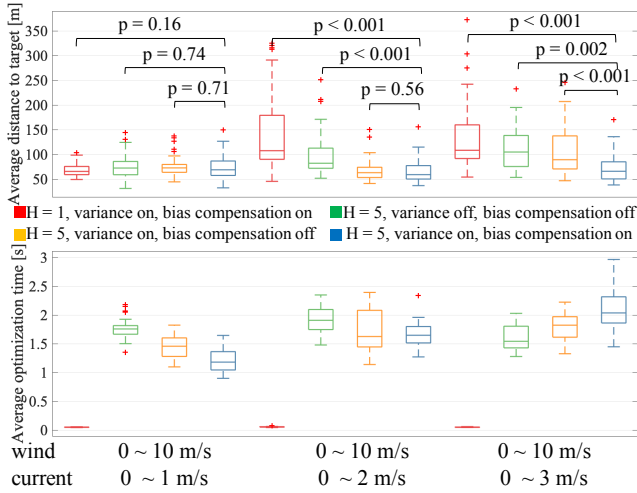 Average distance to target [m]
350
300
250
200
150
100
50
p = 0.16
p < 0.001
p < 0.001
p = 0.74
p < 0.001
p = 0.002
p = 0.71
p = 0.56
p < 0.001
H = 1, variance on, bias compensation on
H = 5, variance off, bias compensation off
H = 5, variance on, bias compensation off
H = 5, variance on, bias compensation on
Average optimization time [s]
3
2.5
2
1.5
1
0.5
0
wind 0 ~ 10 m/s 0 ~ 10 m/s 0 ~ 10 m/s
current 0 ~ 1 m/s 0 ~ 2 m/s 0 ~ 3 m/s